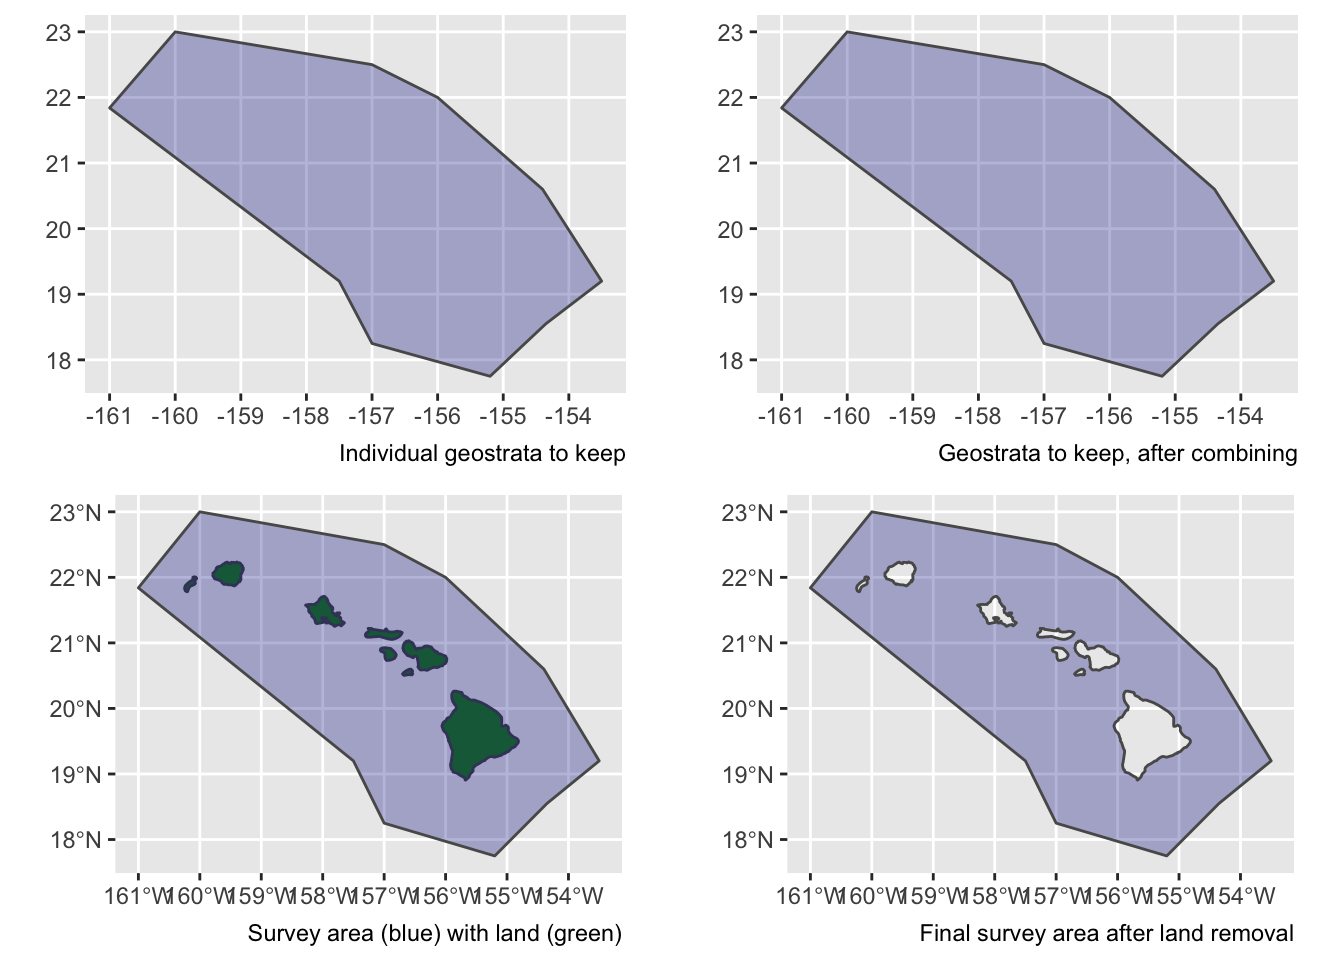 23
22
21
20
19
18
-161 -160 -159 -158 -157 -156 -155 -154
Individual geostrata to keep
23
22
21
20
19
18
-161 -160 -159 -158 -157 -156 -155 -154
Geostrata to keep, after combining
23°N
22°N
21°N
20°N
19°N
18°N
161°W 160°W 159°W 158°W 157°W 156°W 155°W 154°W
Survey area (blue) with land (green)
23°N
22°N
21°N
20°N
19°N
18°N
161°W 160°W 159°W 158°W 157°W 156°W 155°W 154°W
Final survey area after land removal